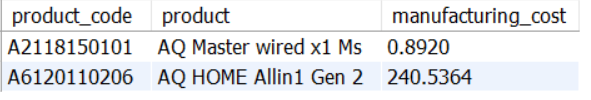 product_code product manufacturing_cost
A2118150101 AQ Master wired x1 Ms 0.8920
A6120110206 AQ HOME Allin1 Gen 2 240.5364